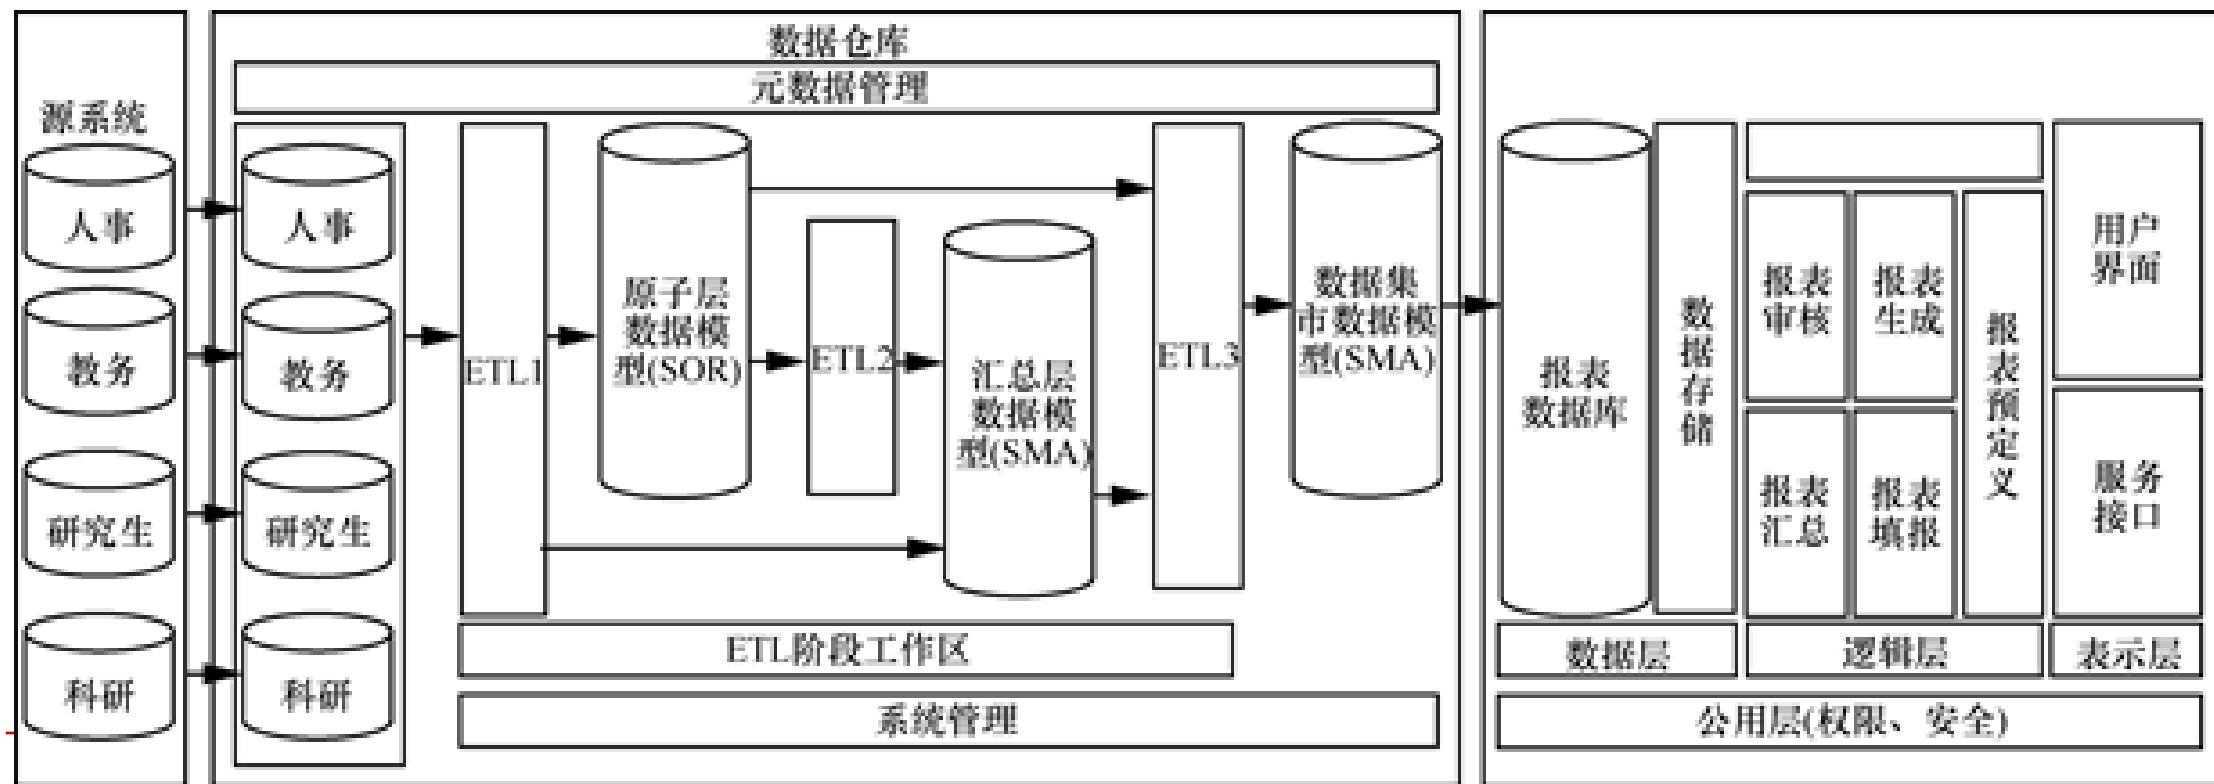 源系统
人事
教务
研究生
科研
数据仓库
元数据管理
人事
教务
研究生
科研
ETL1
原子层
数据模
型(SOR)
ETL2
汇总层
数据模
型(SMA)
ETL3
数据集
市数据模
型(SMA)
ETL阶段工作区
系统管理
报表
数据库
数据存储
报表
审核
报表
生成
报表
汇总
报表
填报
报表预定义
用户
界面
服务
接口
数据层
逻辑层
表示层
公用层(权限、安全)